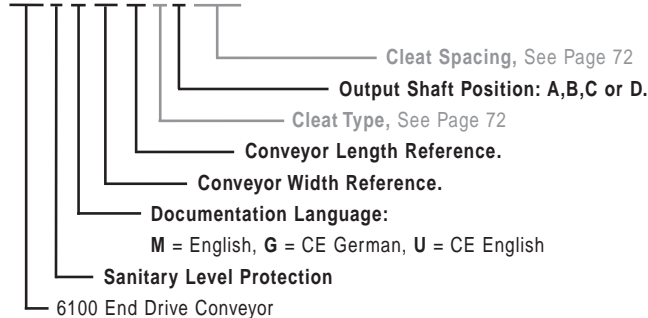 Cleat Spacing, See Page 72
Output Shaft Position: A,B,C or D.
Cleat Type, See Page 72
Conveyor Length Reference.
Conveyor Width Reference.
Documentation Language:
M = English, G = CE German, U = CE English
Sanitary Level Protection
6100 End Drive Conveyor